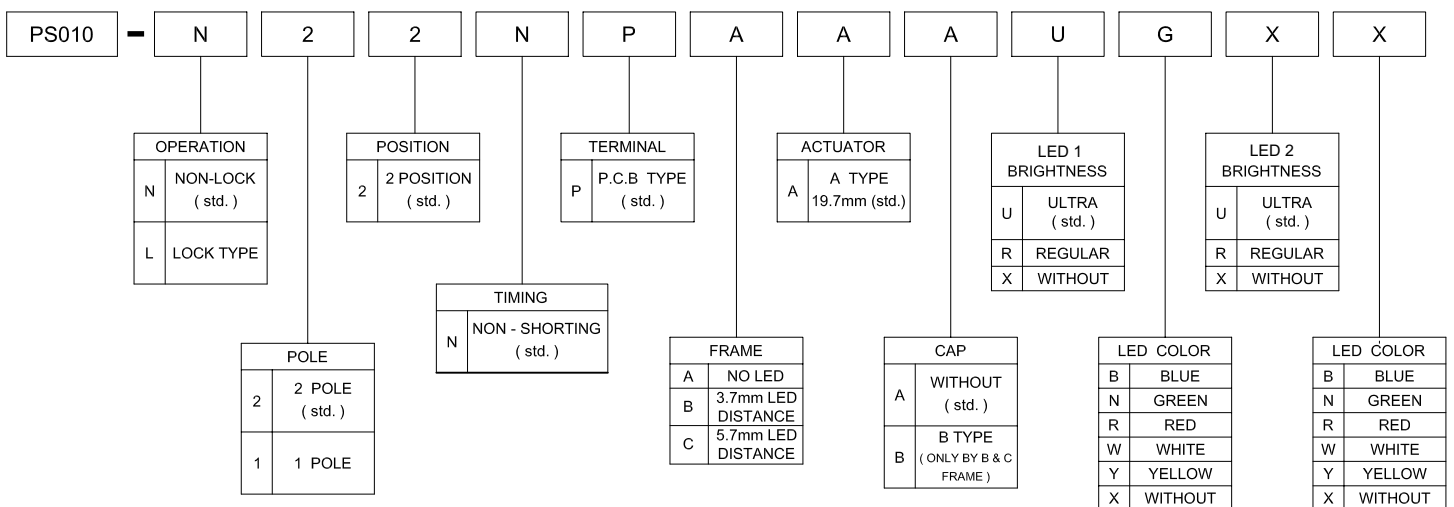 PS010 - N 2 2 N P A A A U G X X
OPERATION
N NON-LOCK
( std. )
L LOCK TYPE
POLE
2 2 POLE
( std. )
1 1 POLE
POSITION
2 2 POSITION
( std. )
TIMING
N NON - SHORTING
( std. )
TERMINAL
P P.C.B TYPE
( std. )
FRAME
A NO LED
B 3.7mm LED
DISTANCE
C 5.7mm LED
DISTANCE
ACTUATOR
A A TYPE
19.7mm (std.)
CAP
A WITHOUT
( std. )
B B TYPE
( ONLY BY B & C
FRAME )
LED 1
BRIGHTNESS
U ULTRA
( std. )
R REGULAR
X WITHOUT
LED COLOR
B BLUE
N GREEN
R RED
W WHITE
Y YELLOW
X WITHOUT
LED 2
BRIGHTNESS
U ULTRA
( std. )
R REGULAR
X WITHOUT
LED COLOR
B BLUE
N GREEN
R RED
W WHITE
Y YELLOW
X WITHOUT